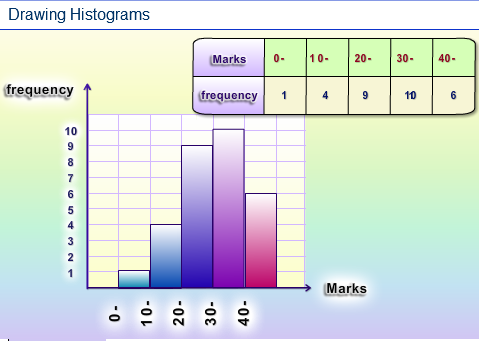 Drawing Histograms
Marks 0- 10- 20- 30- 40-
frequency 1 4 9 10 6
frequency
10
9
8
7
6
5
4
3
2
1
Marks
0- 10- 20- 30- 40-